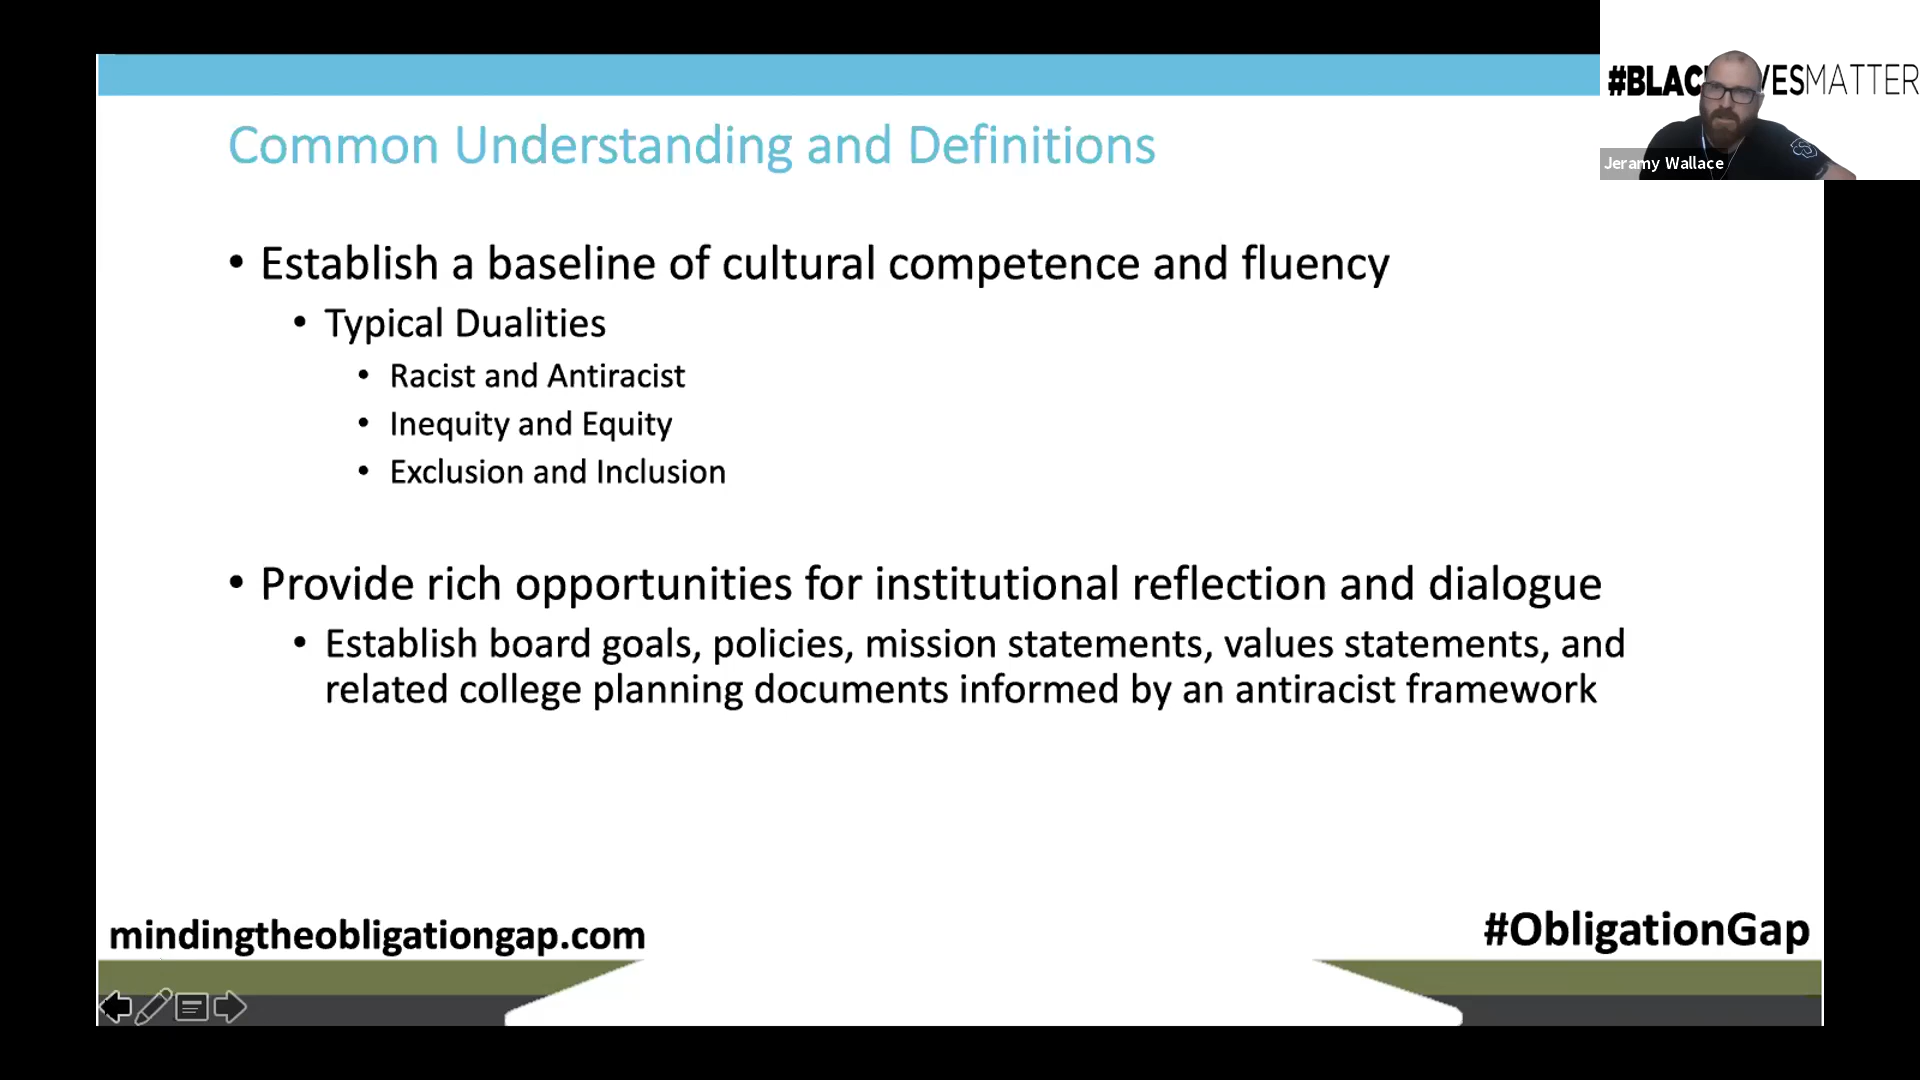 #BLAC VESMATTER
Jeramy Wallace
Common Understanding and Definitions
• Establish a baseline of cultural competence and fluency
• Typical Dualities
• Racist and Antiracist
• Inequity and Equity
• Exclusion and Inclusion
• Provide rich opportunities for institutional reflection and dialogue
• Establish board goals, policies, mission statements, values statements, and
related college planning documents informed by an antiracist framework
mindingtheobligationgap.com
#ObligationGap